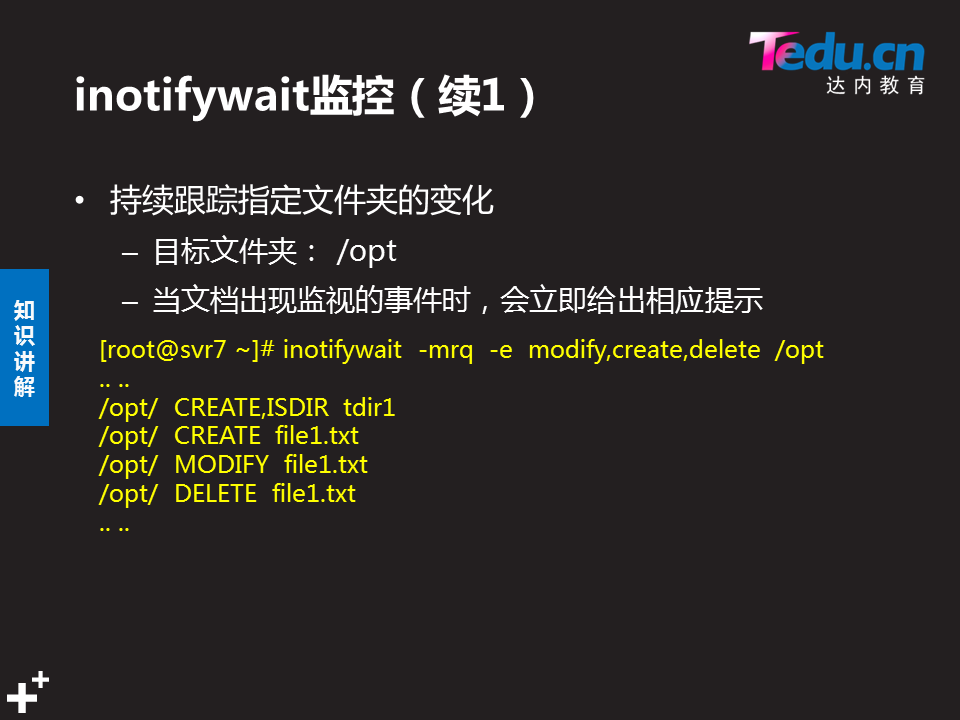 Tedu.cn
达内教育
inotifywait监控（续1）
• 持续跟踪指定文件夹的变化
– 目标文件夹： /opt
– 当文档出现监视的事件时，会立即给出相应提示
知识讲解
[root@svr7 ~]# inotifywait -mrq -e modify,create,delete /opt
.. ..
/opt/ CREATE,ISDIR tdir1
/opt/ CREATE file1.txt
/opt/ MODIFY file1.txt
/opt/ DELETE file1.txt
.. ..